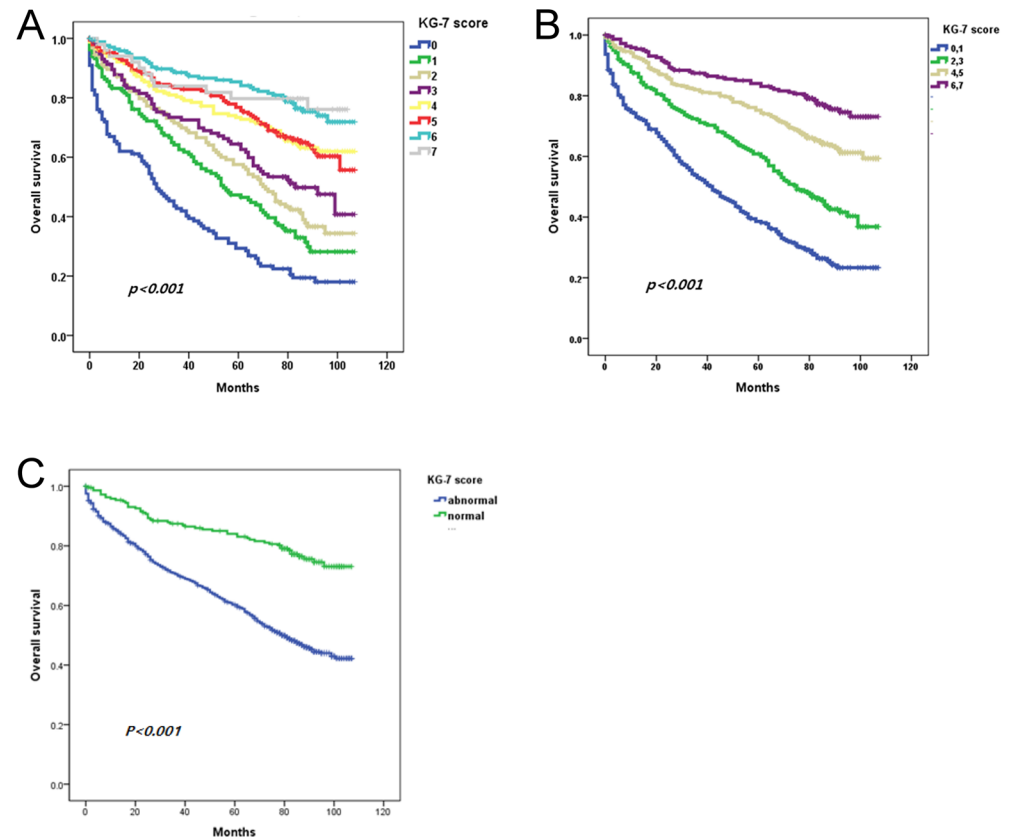 A
KG-7 score
0
1
2
3
4
5
6
7
Overall survival
1.0
0.8
0.6
0.4
0.2
0.0
p<0.001
0 20 40 60 80 100 120
Months
B
KG-7 score
0,1
2,3
4,5
6,7
Overall survival
1.0
0.8
0.6
0.4
0.2
0.0
p<0.001
0 20 40 60 80 100 120
Months
C
KG-7 score
abnormal
normal
...
Overall survival
1.0
0.8
0.6
0.4
0.2
0.0
P<0.001
0 20 40 60 80 100 120
Months